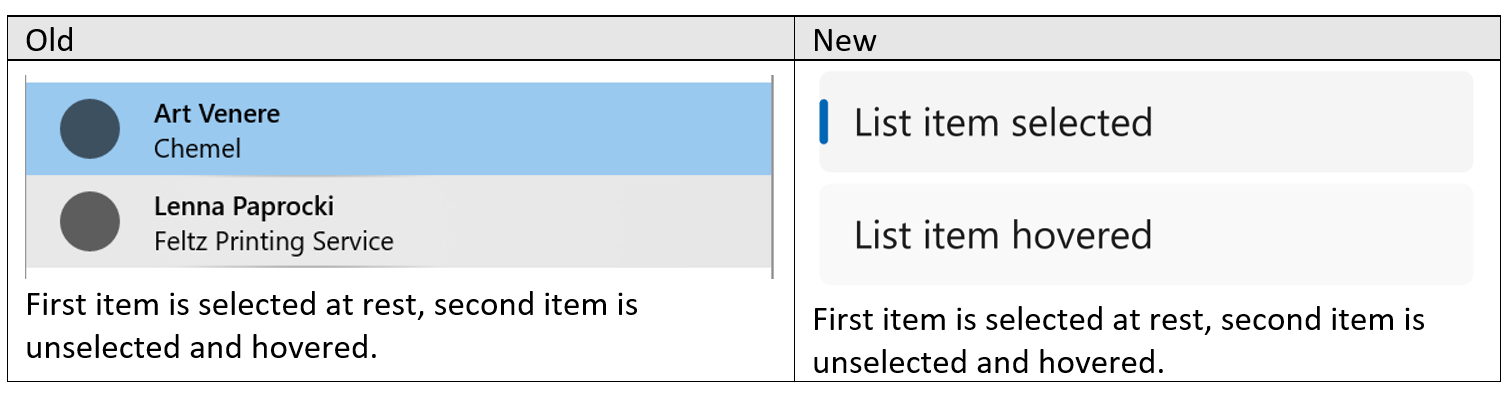 Old
New
Art Venere
Chemel
Lenna Paprocki
Feltz Printing Service
First item is selected at rest, second item is
unselected and hovered.
List item selected
List item hovered
First item is selected at rest, second item is
unselected and hovered.